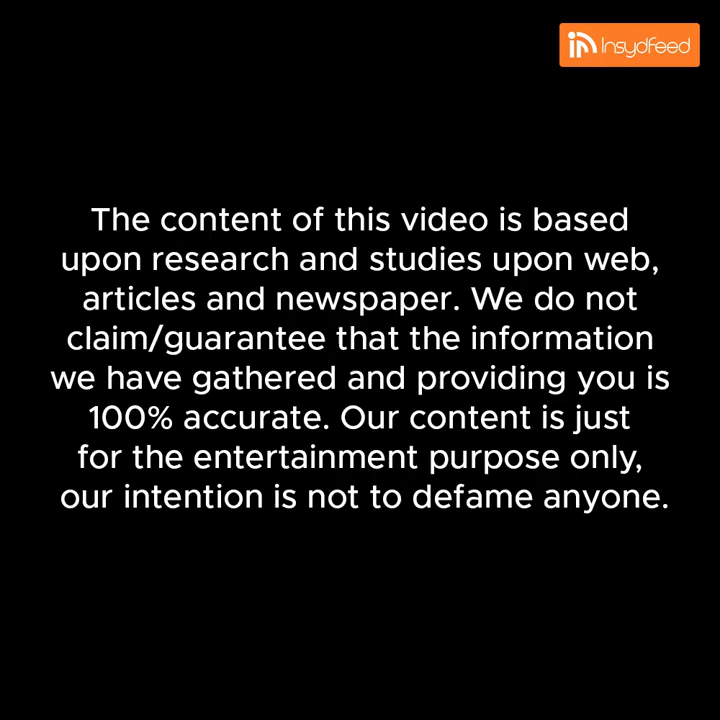 Insydfeed
The content of this video is based
upon research and studies upon web,
articles and newspaper. We do not
claim/guarantee that the information
we have gathered and providing you is
100% accurate. Our content is just
for the entertainment purpose only,
our intention is not to defame anyone.